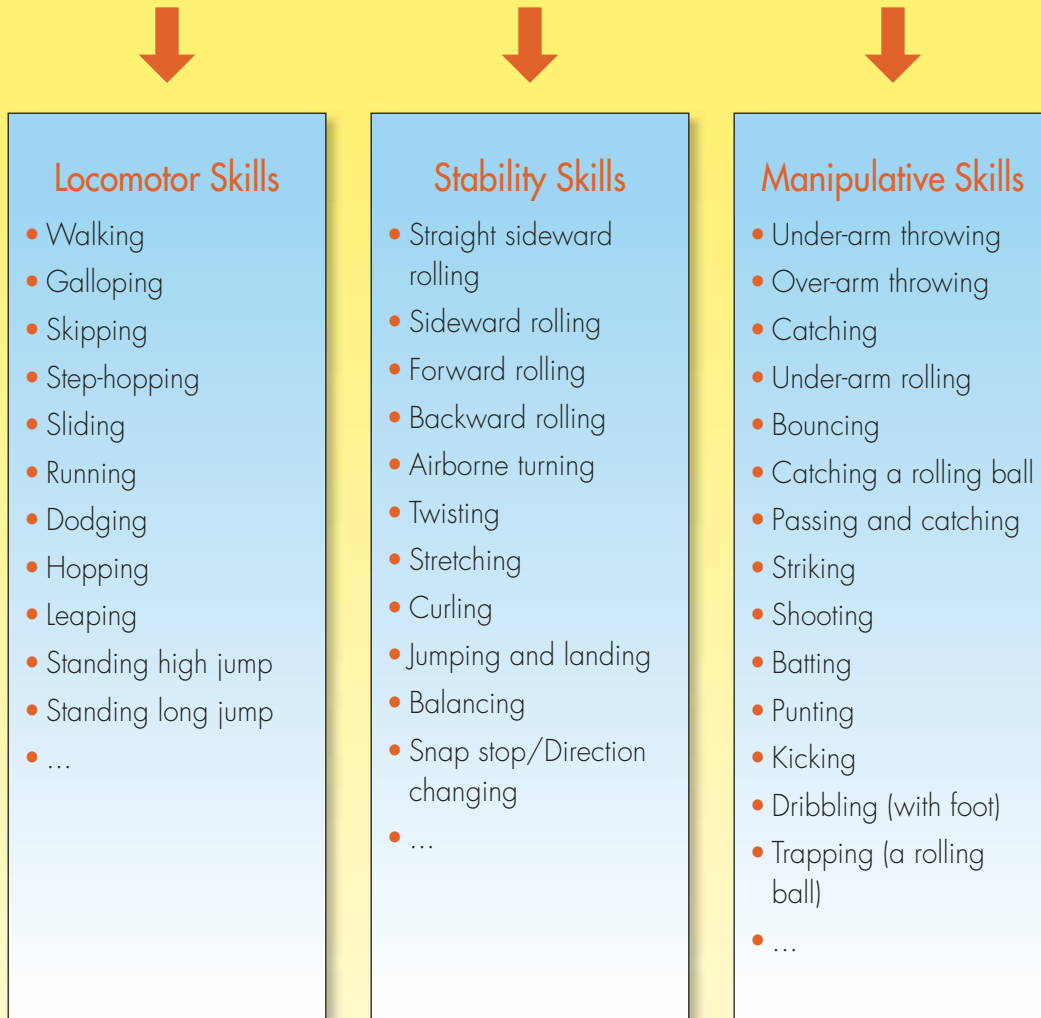 Locomotor Skills
• Walking
• Galloping
• Skipping
• Step-hopping
• Sliding
• Running
• Dodging
• Hopping
• Leaping
• Standing high jump
• Standing long jump
• ...
Stability Skills
• Straight sideward
rolling
• Sideward rolling
• Forward rolling
• Backward rolling
• Airborne turning
• Twisting
• Stretching
• Curling
• Jumping and landing
• Balancing
• Snap stop/Direction
changing
• ...
Manipulative Skills
• Under-arm throwing
• Over-arm throwing
• Catching
• Under-arm rolling
• Bouncing
• Catching a rolling ball
• Passing and catching
• Striking
• Shooting
• Batting
• Punting
• Kicking
• Dribbling (with foot)
• Trapping (a rolling
ball)
• ...